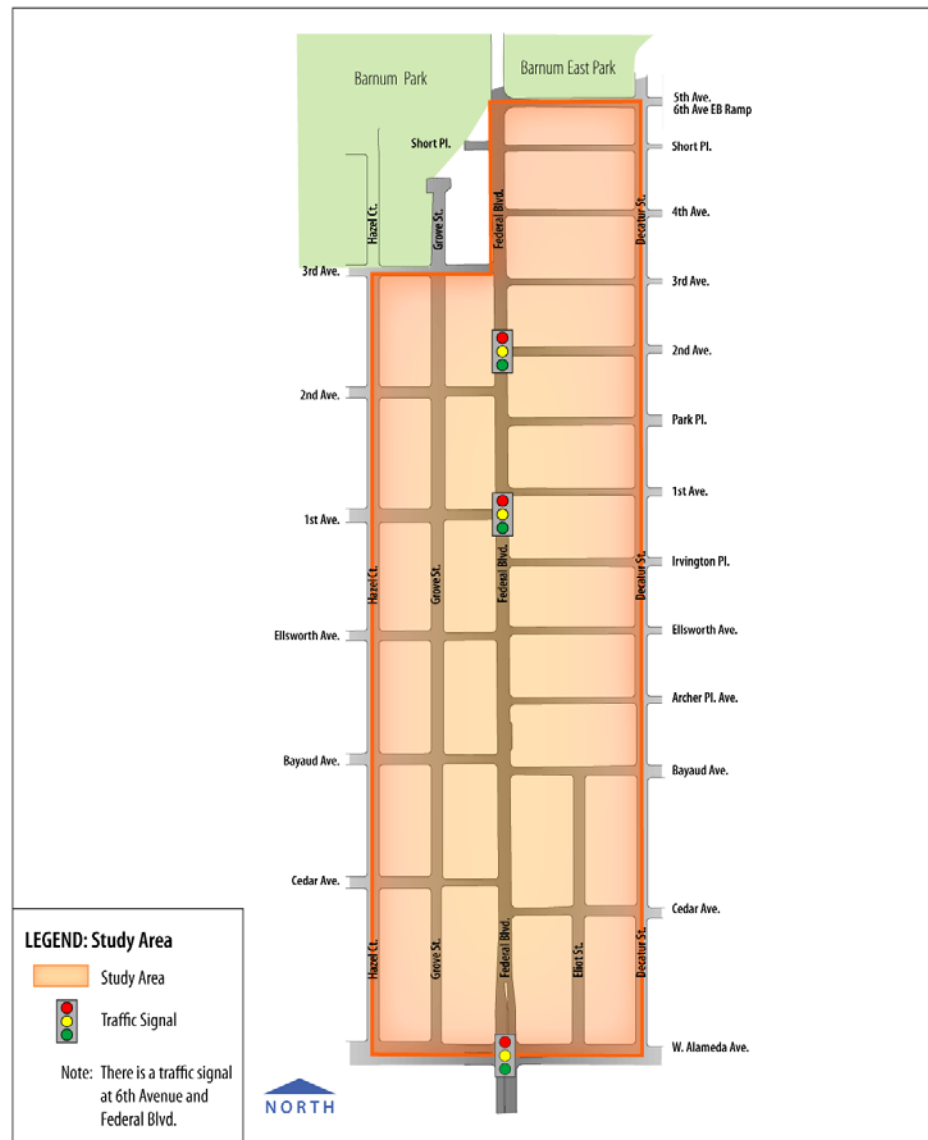 Barnum Park
Barnum East Park
5th Ave.
6th Ave EB Ramp
Short Pl.
Short Pl.
Hazel Ct.
Grove St.
Federal Blvd.
Decatur St.
4th Ave.
3rd Ave.
3rd Ave.
2nd Ave.
2nd Ave.
Park Pl.
1st Ave.
1st Ave.
Irvington Pl.
Hazel Ct.
Grove St.
Federal Blvd.
Decatur St.
Ellsworth Ave.
Ellsworth Ave.
Archer Pl. Ave.
Bayaud Ave.
Bayaud Ave.
Cedar Ave.
Cedar Ave.
Hazel Ct.
Grove St.
Federal Blvd.
Eliot St.
Decatur St.
W. Alameda Ave.
LEGEND: Study Area
Study Area
Traffic Signal
Note: There is a traffic signal
at 6th Avenue and
Federal Blvd.
NORTH